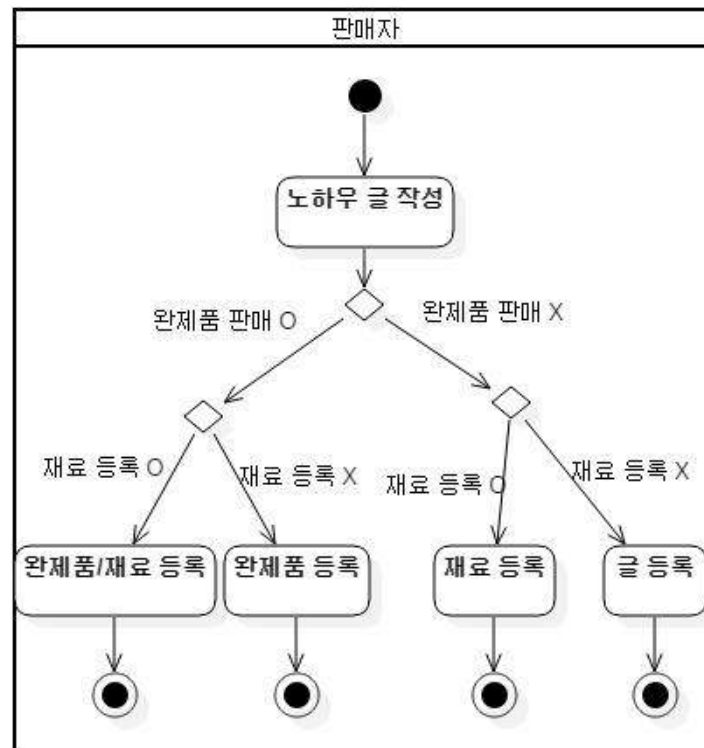 판매자
노하우 글 작성
완제품 판매 O
완제품 판매 X
재료 등록 O
재료 등록 X
재료 등록 O
재료 등록 X
완제품/재료 등록
완제품 등록
재료 등록
글 등록